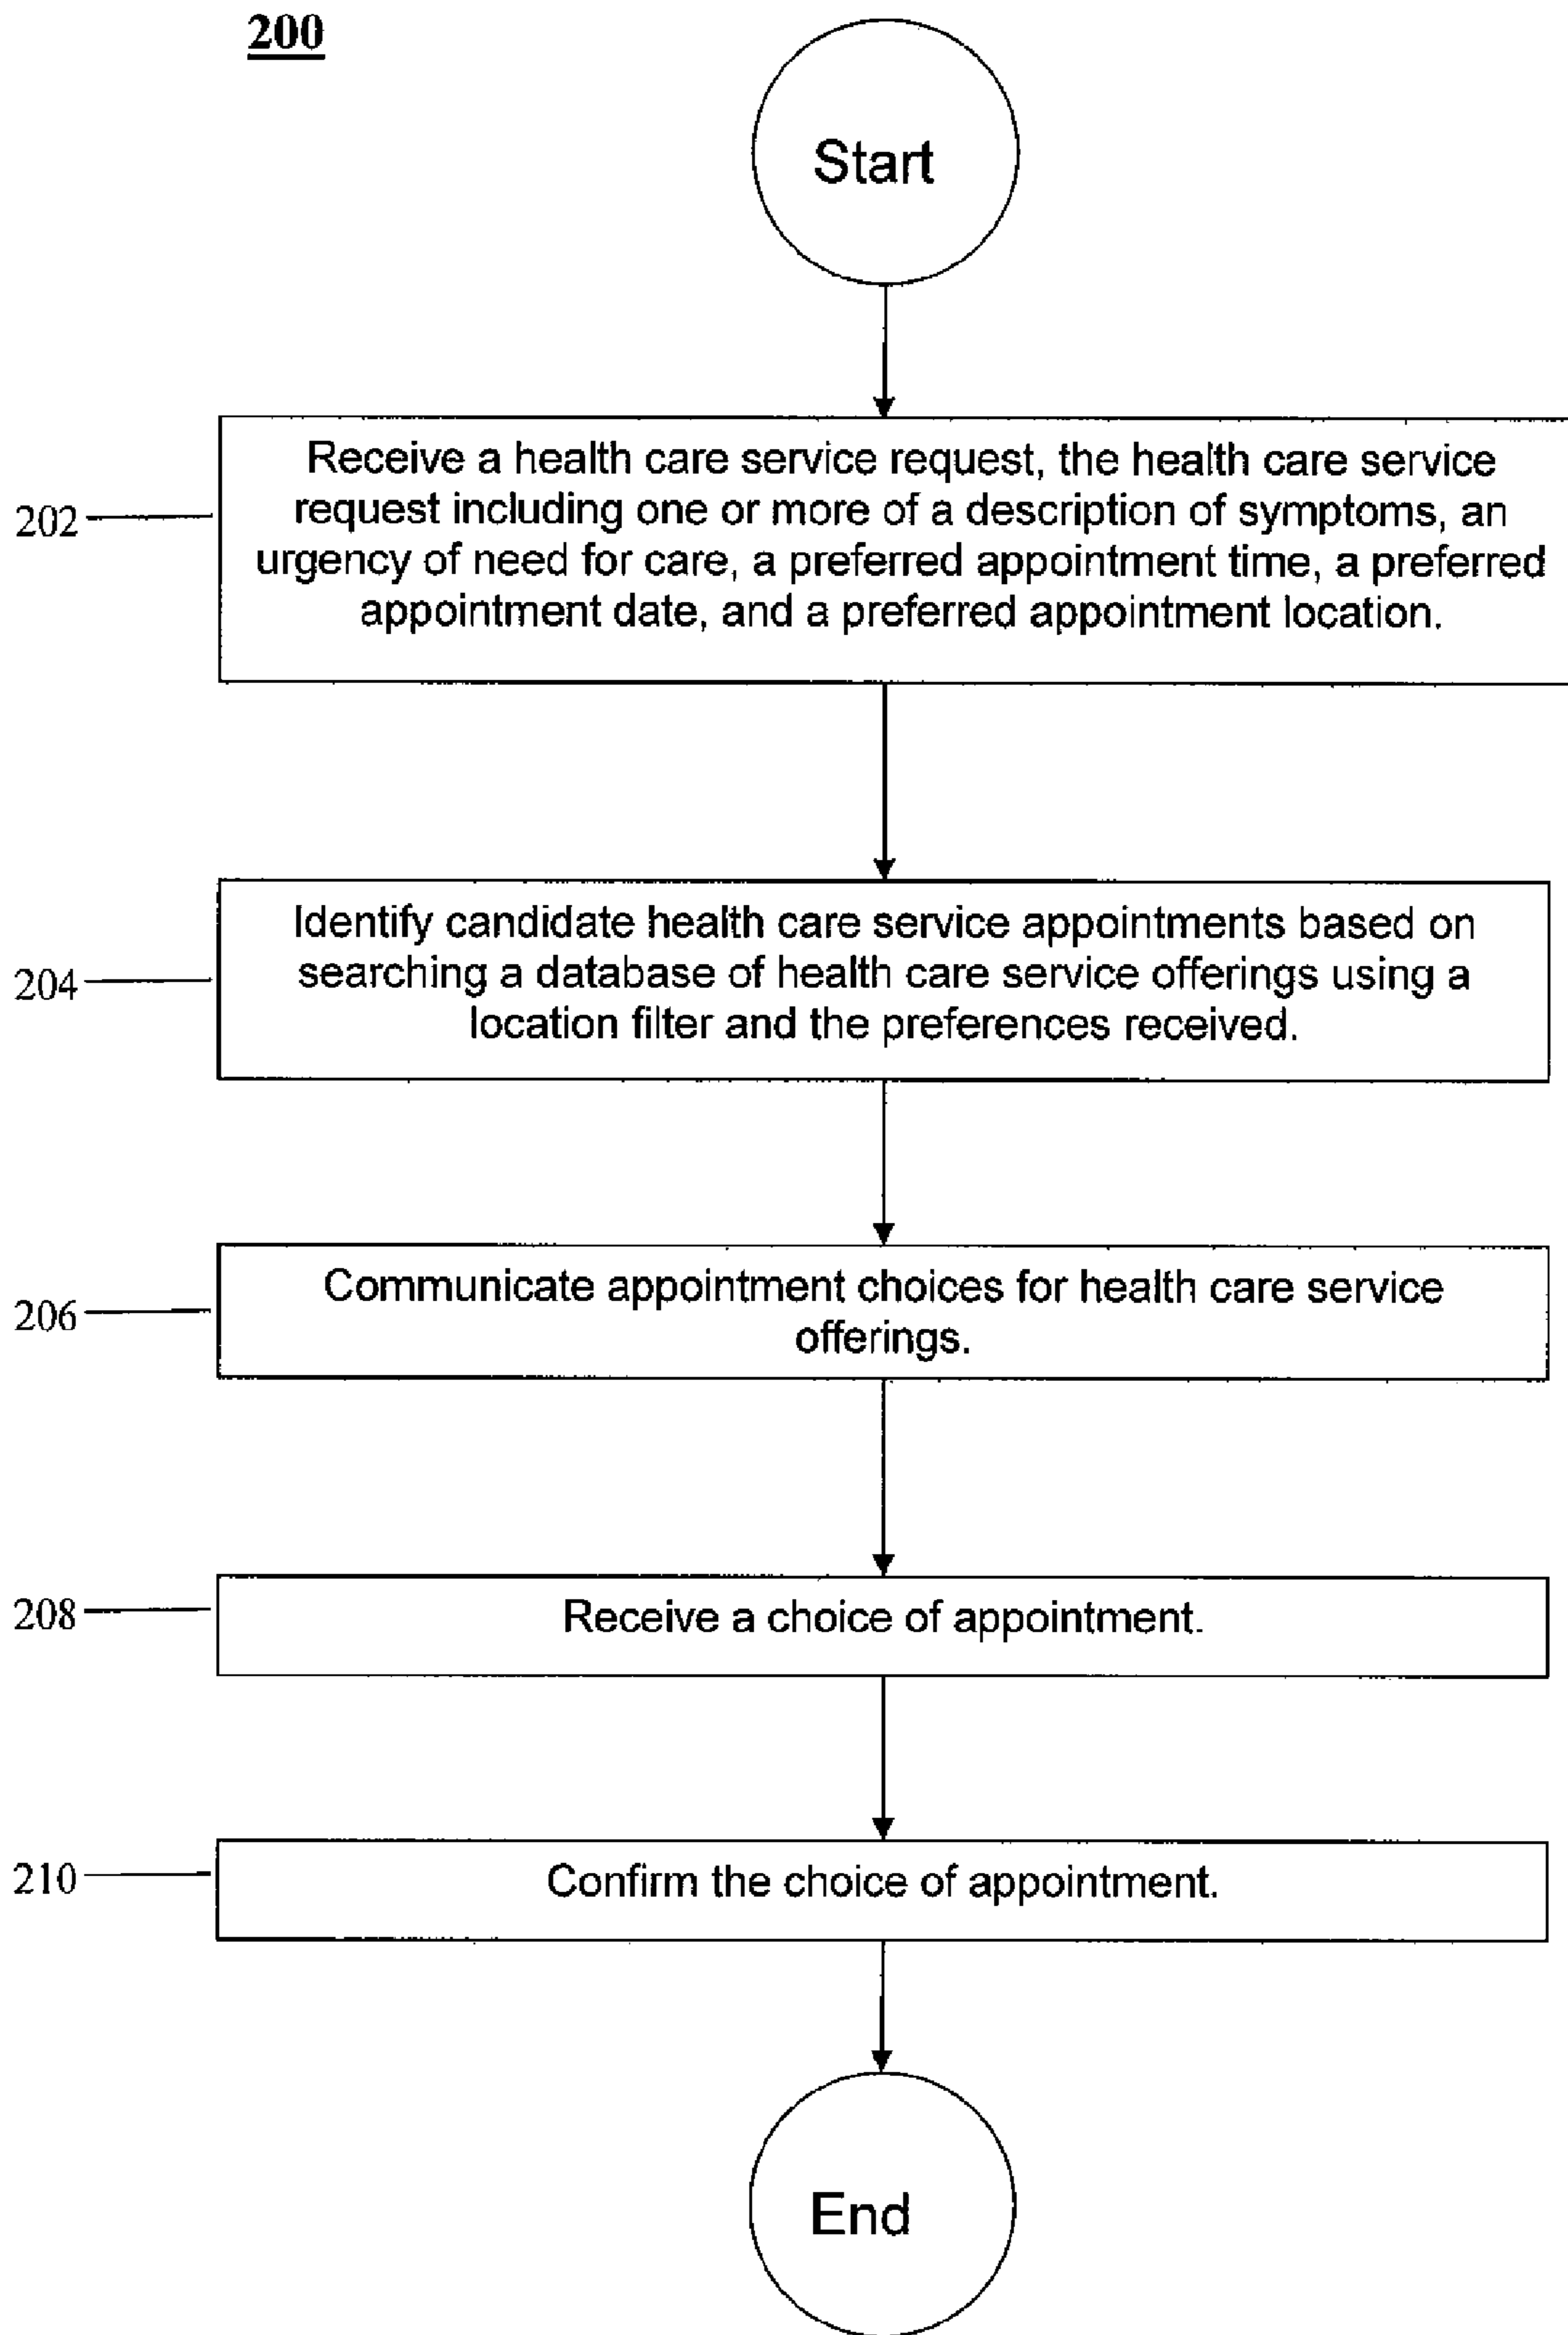 200
Start
202
Receive a health care service request, the health care service
request including one or more of a description of symptoms, an
urgency of need for care, a preferred appointment time, a preferred
appointment date, and a preferred appointment location.
204
Identify candidate health care service appointments based on
searching a database of health care service offerings using a
location filter and the preferences received.
206
Communicate appointment choices for health care service
offerings.
208
Receive a choice of appointment.
210
Confirm the choice of appointment.
End